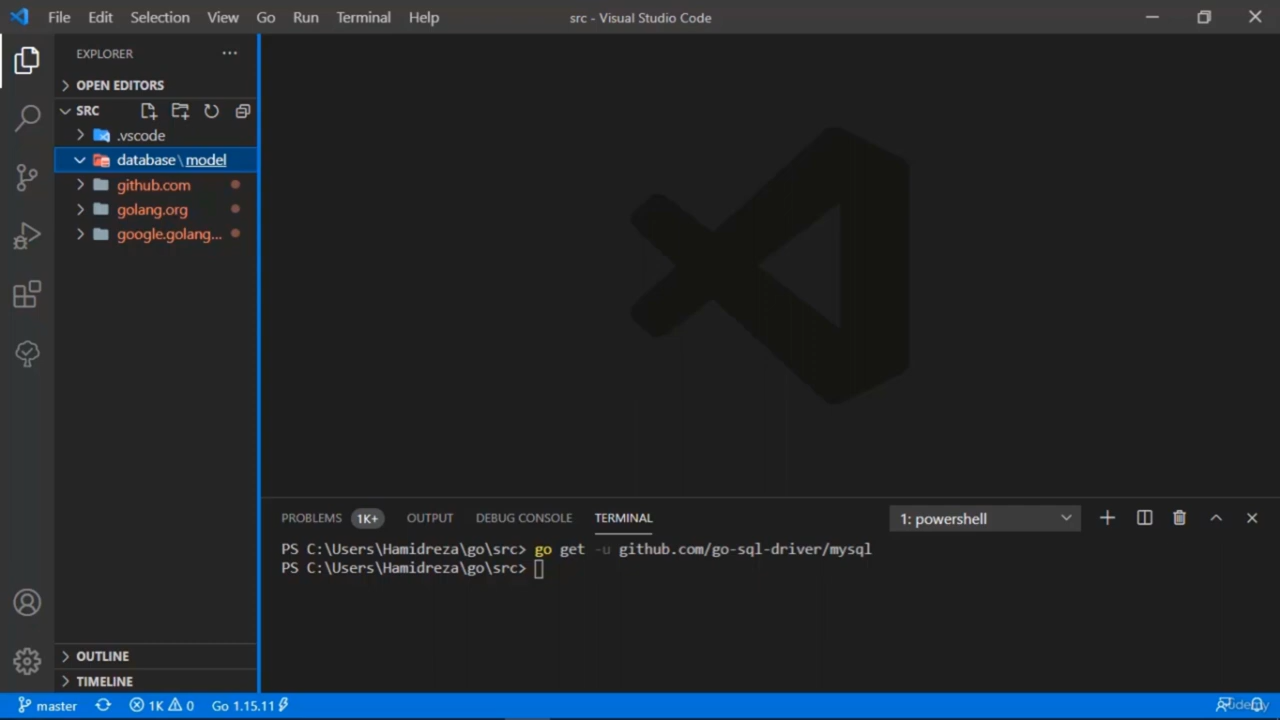 File Edit Selection View Go Run Terminal Help
src - Visual Studio Code
EXPLORER
OPEN EDITORS
SRC
.vscode
database\model
github.com
golang.org
google.golang...
OUTLINE
TIMELINE
PROBLEMS 1K+ OUTPUT DEBUG CONSOLE TERMINAL
1: powershell
PS C:\Users\Hamidreza\go\src> go get -u github.com/go-sql-driver/mysql
PS C:\Users\Hamidreza\go\src>
master 1K 0 Go 1.15.11
Udemy